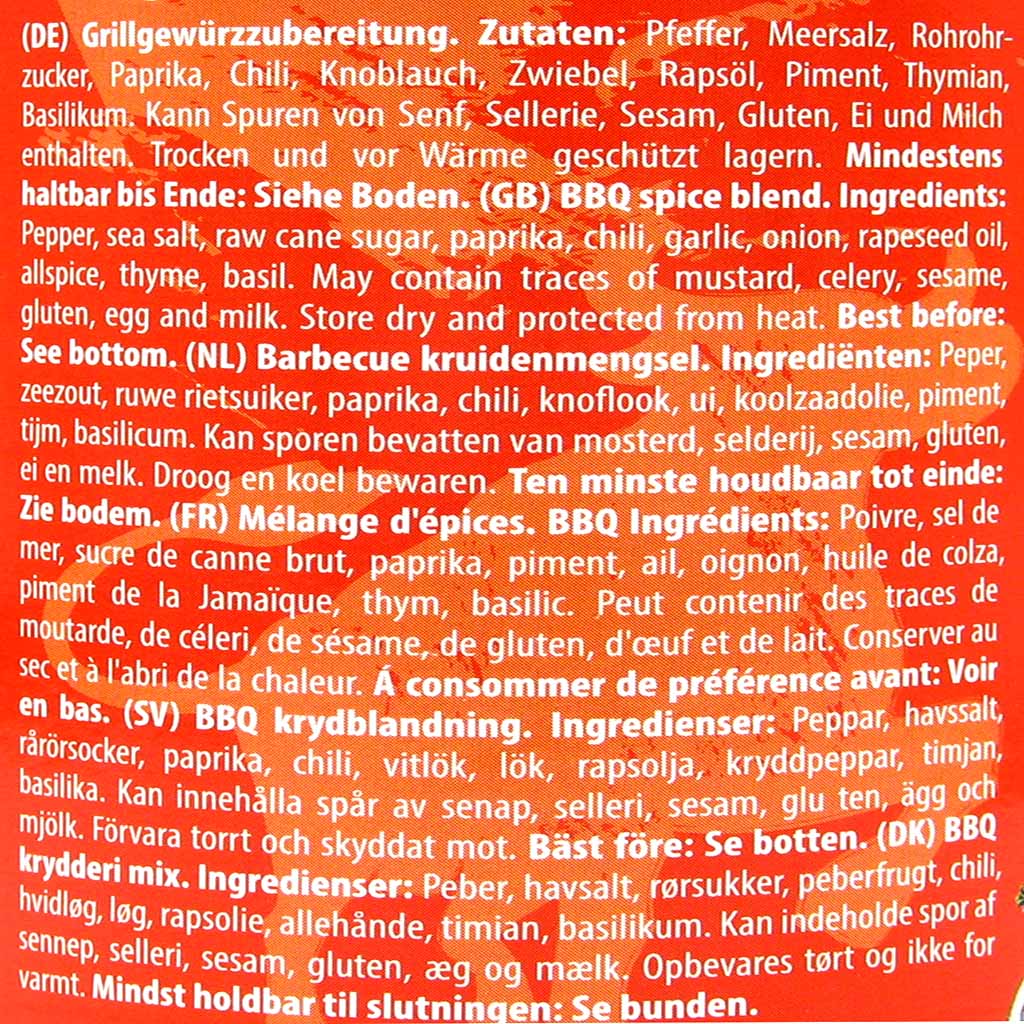 (DE) Grillgewürzzubereitung. Zutaten: Pfeffer, Meersalz, Rohrohr-
zucker, Paprika, Chili, Knoblauch, Zwiebel, Rapsöl, Piment, Thymian,
Basilikum. Kann Spuren von Senf, Sellerie, Sesam, Gluten, Ei und Milch
enthalten. Trocken und vor Wärme geschützt lagern. Mindestens
haltbar bis Ende: Siehe Boden. (GB) BBQ spice blend. Ingredients:
Pepper, sea salt, raw cane sugar, paprika, chili, garlic, onion, rapeseed oil,
allspice, thyme, basil. May contain traces of mustard, celery, sesame,
gluten, egg and milk. Store dry and protected from heat. Best before:
See bottom. (NL) Barbecue kruidenmengsel. Ingrediënten: Peper,
zeezout, ruwe rietsuiker, paprika, chili, knoflook, ui, koolzaadolie, piment,
tijm, basilicum. Kan sporen bevatten van mosterd, selderij, sesam, gluten,
ei en melk. Droog en koel bewaren. Ten minste houdbaar tot einde:
Zie bodem. (FR) Mélange d'épices. BBQ Ingrédients: Poivre, sel de
mer, sucre de canne brut, paprika, piment, ail, oignon, huile de colza,
piment de la Jamaïque, thym, basilic. Peut contenir des traces de
moutarde, de céleri, de sésame, de gluten, d'œuf et de lait. Conserver au
sec et à l'abri de la chaleur. Á consommer de préférence avant: Voir
en bas. (SV) BBQ krydblandning. Ingredienser: Peppar, havssalt,
rårörsocker, paprika, chili, vitlök, lök, rapsolja, kryddpeppar, timjan,
basilika. Kan innehålla spår av senap, selleri, sesam, glu ten, ägg och
mjölk. Förvara torrt och skyddat mot. Bäst före: Se botten. (DK) BBQ
krydderi mix. Ingredienser: Peber, havsalt, rørsukker, peberfrugt, chili,
hvidløg, løg, rapsolie, allehånde, timian, basilikum. Kan indeholde spor af
sennep, selleri, sesam, gluten, æg og mælk. Opbevares tørt og ikke for
varmt. Mindst holdbar til slutningen: Se bunden.